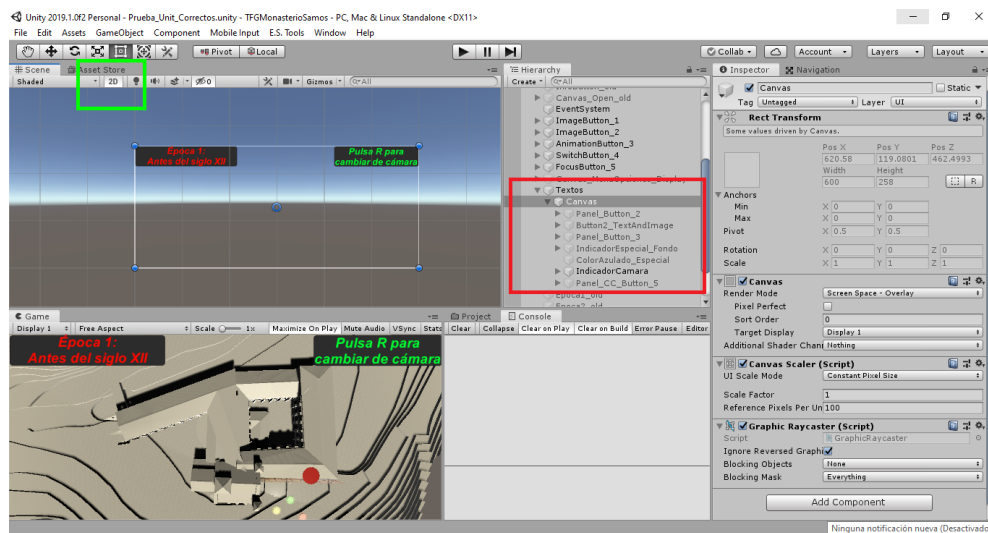 Unity 2019.1.0f2 Personal - Prueba_Unit_Correctos.unity - TFGMonasterioSamos - PC, Mac & Linux Standalone <DX11>
File Edit Assets GameObject Component Mobile Input E.S. Tools Window Help
Pivot Local
Collab Account Layers Layout
Scene Asset Store
Shaded 2D 0 Gizmos All
Época 1:
Antes del siglo XII
Pulsa R para
cambiar de cámara
Hierarchy
Create All
Canvas_Open_old
EventSystem
ImageButton_1
ImageButton_2
AnimationButton_3
SwitchButton_4
FocusButton_5
Textos
Canvas
Panel_Button_2
Button2_TextAndImage
Panel_Button_3
IndicadorEspecial_Fondo
ColorAzulado_Especial
IndicadorCamara
Panel_CC_Button_5
Epoca1_old
Inspector Navigation
Canvas Static
Tag Untagged Layer UI
Rect Transform
Some values driven by Canvas.
Pos X Pos Y Pos Z
620.58 119.0801 462.4993
Width Height
600 258
R
Anchors
Min X 0 Y 0
Max X 0 Y 0
Pivot X 0.5 Y 0.5
Rotation X 0 Y 0 Z 0
Scale X 1 Y 1 Z 1
Canvas
Render Mode Screen Space - Overlay
Pixel Perfect
Sort Order 0
Target Display Display 1
Additional Shader Chan Nothing
Canvas Scaler (Script)
UI Scale Mode Constant Pixel Size
Scale Factor 1
Reference Pixels Per Un 100
Graphic Raycaster (Script)
Script GraphicRaycaster
Ignore Reversed Graphi
Blocking Objects None
Blocking Mask Everything
Add Component
Game
Display 1 Free Aspect Scale 1x Maximize On Play Mute Audio VSync Stats
Época 1:
Antes del siglo XII
Pulsa R para
cambiar de cámara
Project Console
Clear Collapse Clear on Play Clear on Build Error Pause Editor
Ninguna notificación nueva (Desactivado